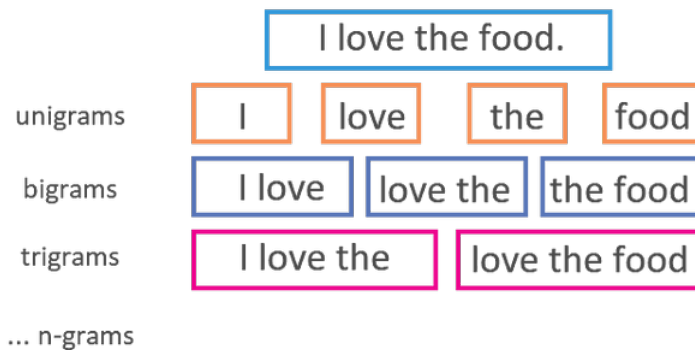 I love the food.
unigrams I love the food
bigrams I love love the the food
trigrams I love the love the food
... n-grams